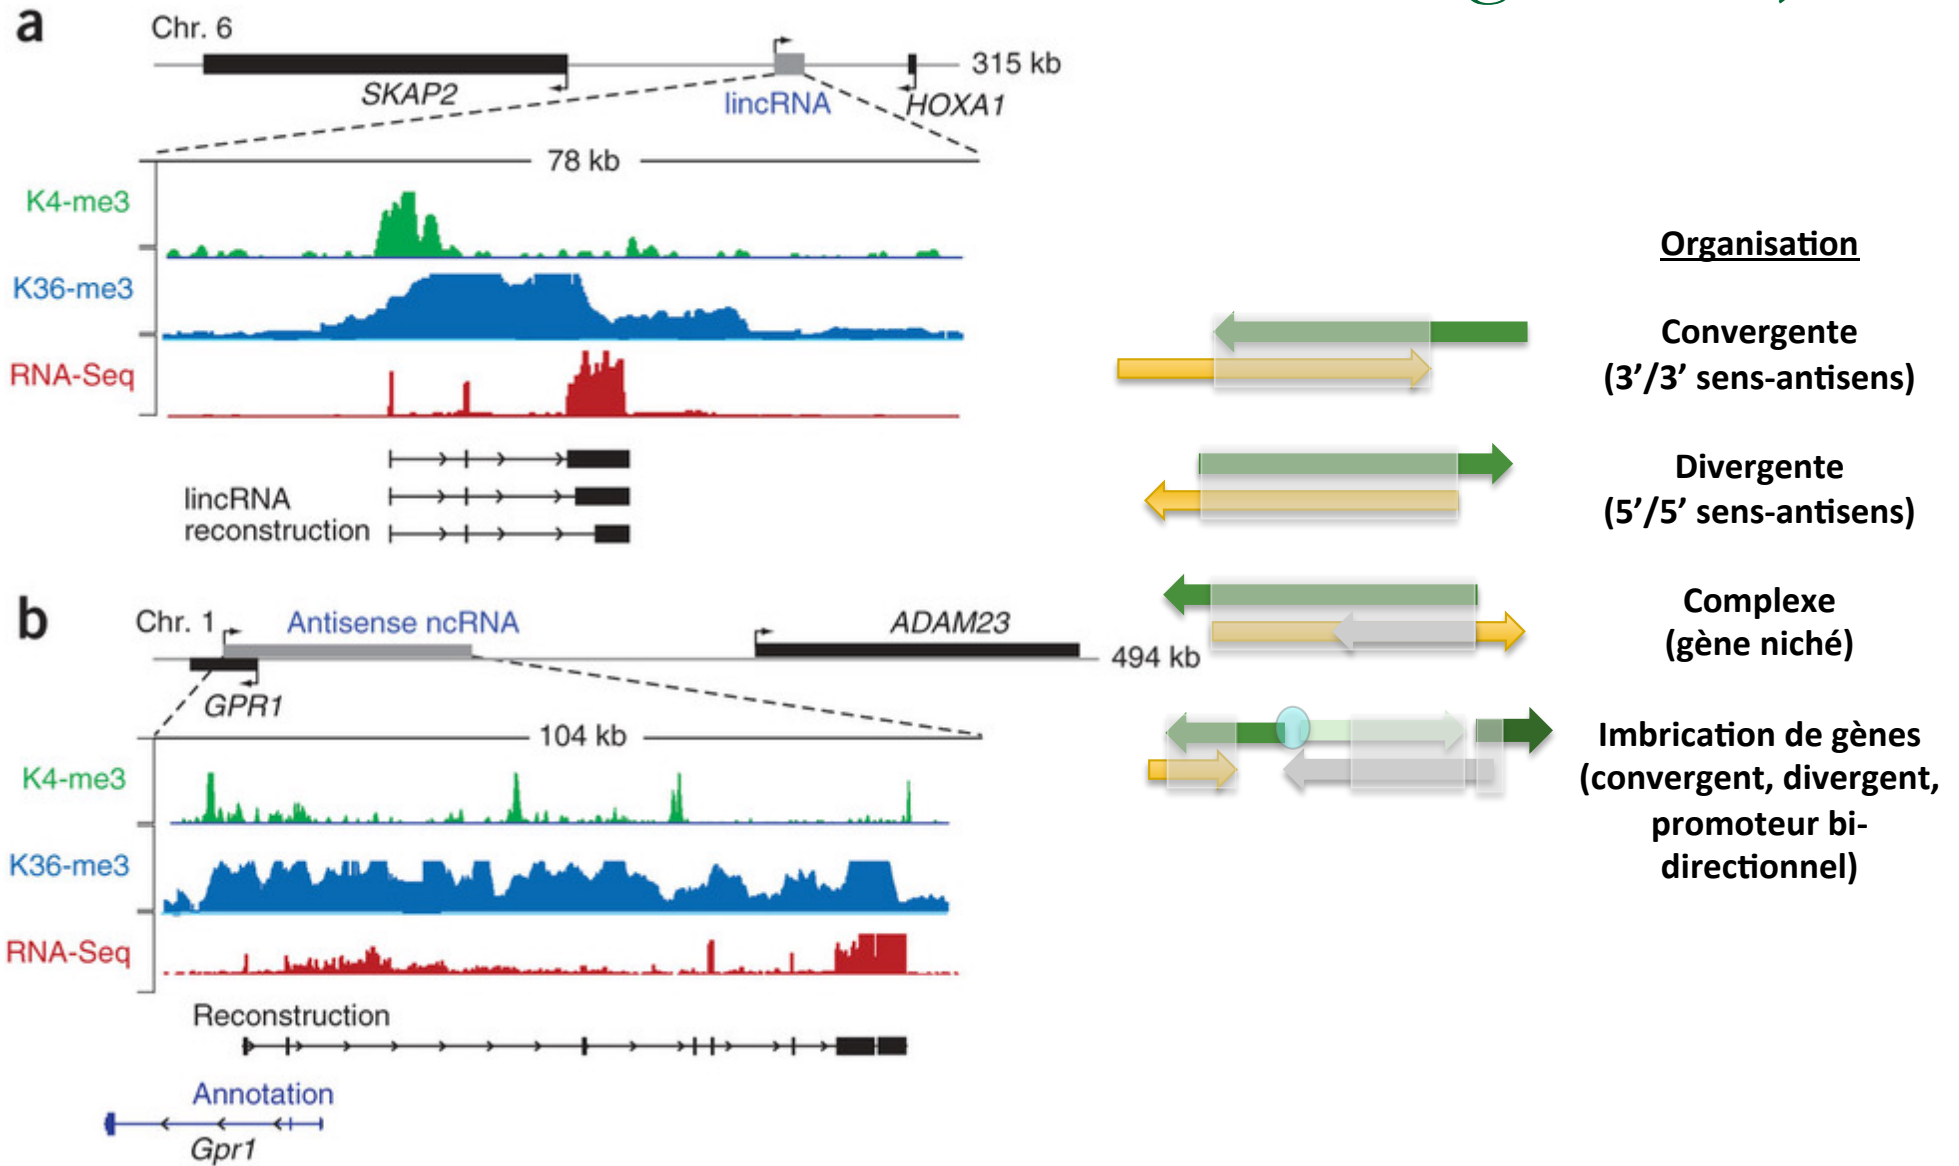 a
Chr. 6
315 kb
SKAP2
lincRNA
HOXA1
78 kb
K4-me3
K36-me3
RNA-Seq
lincRNA
reconstruction
b
Chr. 1
Antisense ncRNA
ADAM23
494 kb
GPR1
104 kb
K4-me3
K36-me3
RNA-Seq
Reconstruction
Annotation
Gpr1
Organisation
Convergente
(3’/3’ sens-antisens)
Divergente
(5’/5’ sens-antisens)
Complexe
(gène niché)
Imbrication de gènes
(convergent, divergent,
promoteur bi-
directionnel)